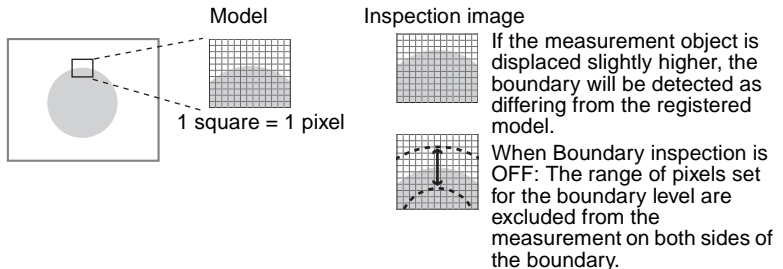 Model
1 square = 1 pixel
Inspection image
If the measurement object is
displaced slightly higher, the
boundary will be detected as
differing from the registered
model.
When Boundary inspection is
OFF: The range of pixels set
for the boundary level are
excluded from the
measurement on both sides of
the boundary.